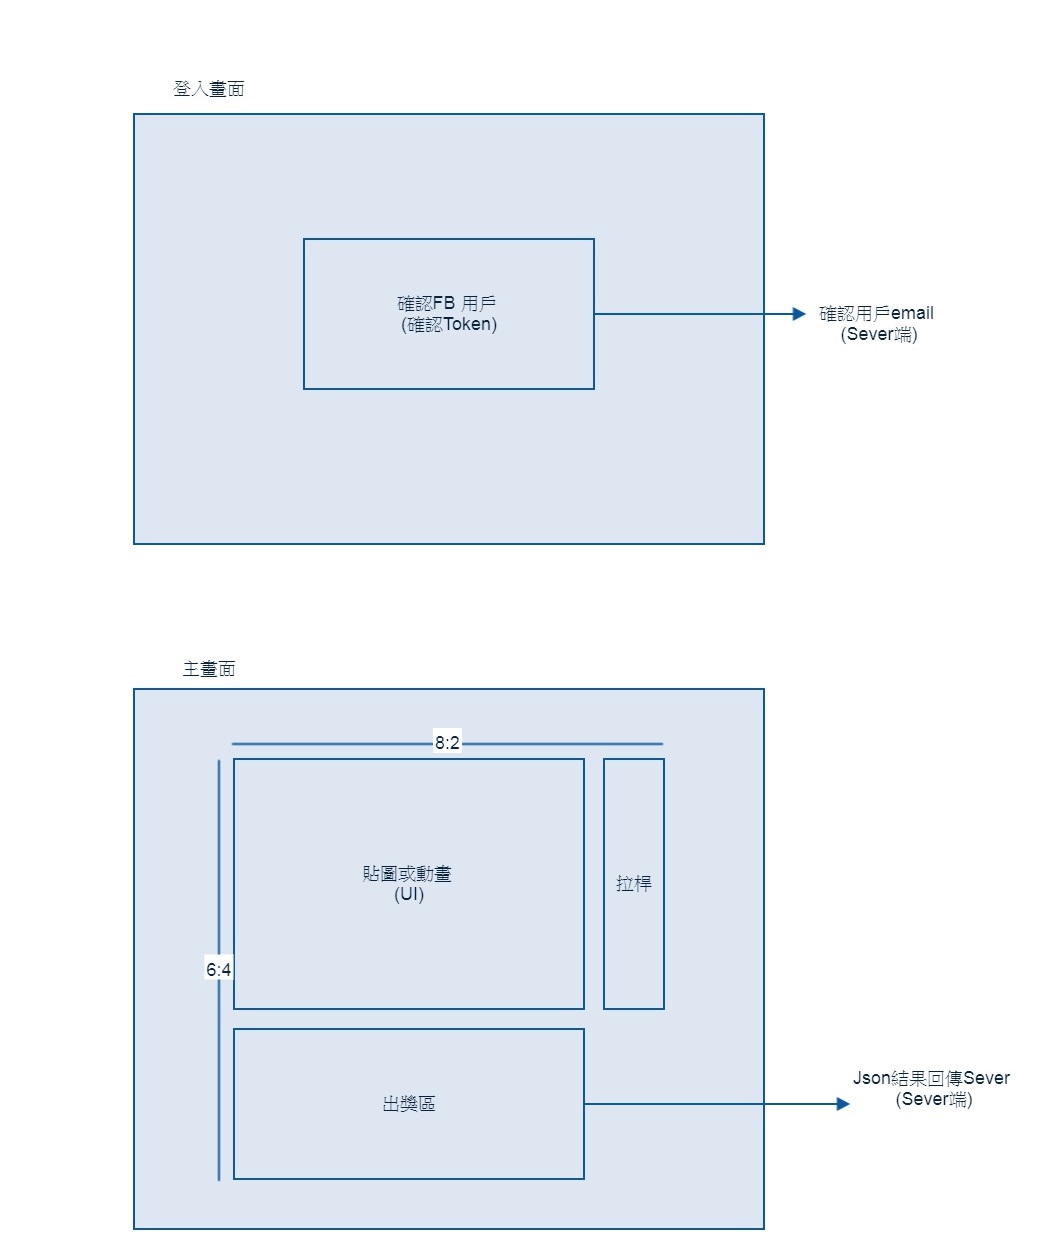 登入畫面
確認FB 用戶
(確認Token)
確認用戶email
(Sever端)
主畫面
8:2
貼圖或動畫
(UI)
拉桿
6:4
出獎區
Json結果回傳Sever
(Sever端)